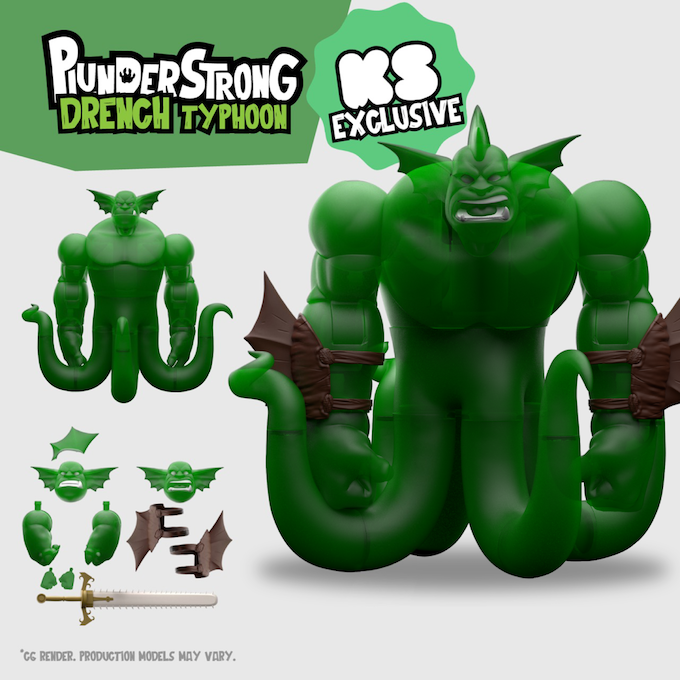 PLUNDERSTRONG
DRENCH TYPHOON
KS
EXCLUSIVE
*CG RENDER. PRODUCTION MODELS MAY VARY.